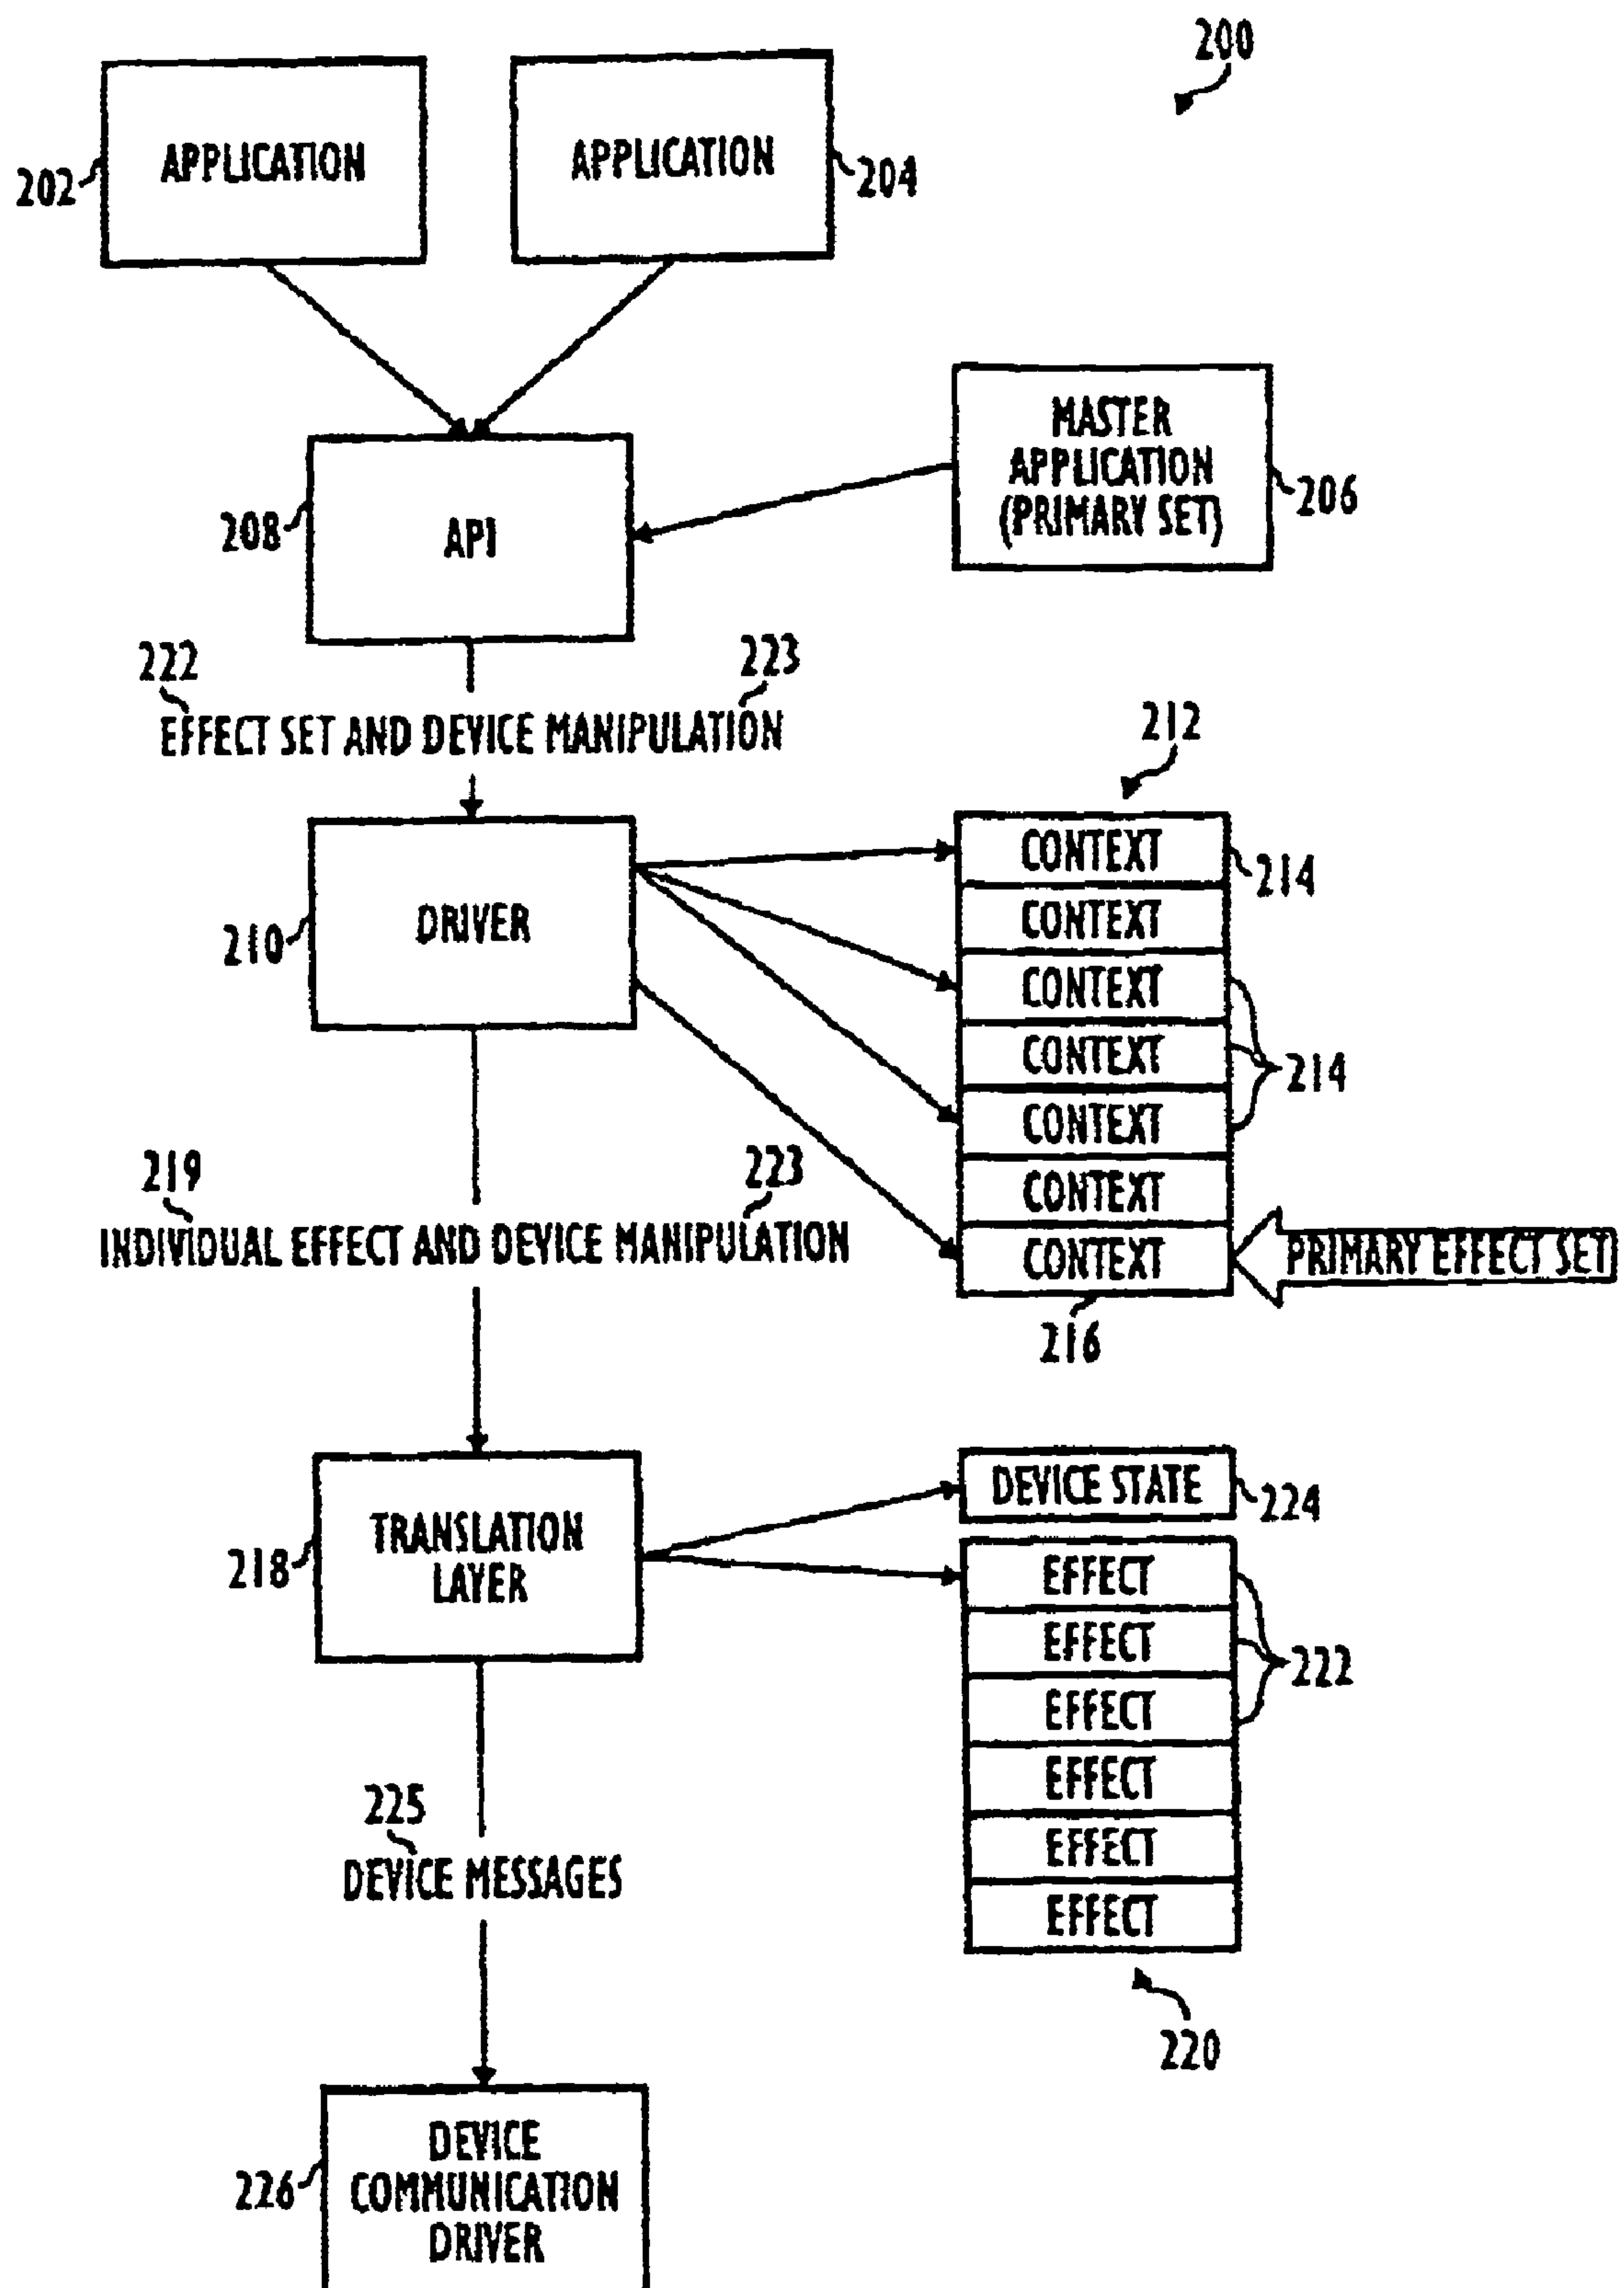 200
APPLICATION
APPLICATION
202
204
MASTER
APPLICATION
(PRIMARY SET)
206
208
API
222
223
EFFECT SET AND DEVICE MANIPULATION
212
CONTEXT
214
CONTEXT
210
DRIVER
CONTEXT
CONTEXT
214
CONTEXT
219
223
CONTEXT
INDIVIDUAL EFFECT AND DEVICE MANIPULATION
CONTEXT
PRIMARY EFFECT SET
216
DEVICE STATE
224
218
TRANSLATION
LAYER
EFFECT
EFFECT
222
EFFECT
EFFECT
225
DEVICE MESSAGES
EFFECT
EFFECT
220
226
DEVICE
COMMUNICATION
DRIVER